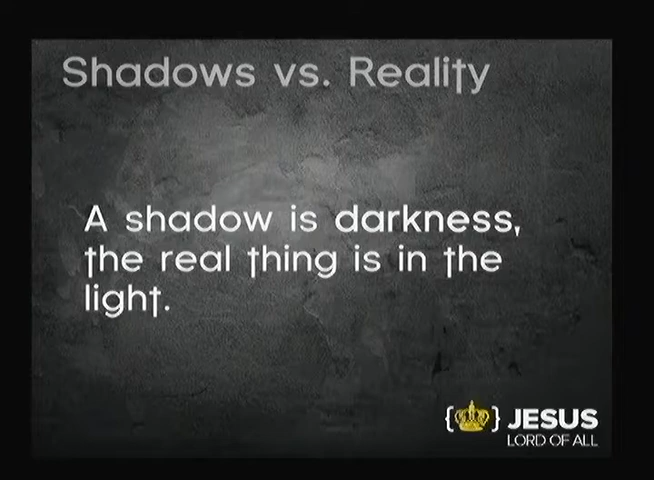 Shadows vs. Reality
A shadow is darkness,
the real thing is in the
light.
{ } JESUS
LORD OF ALL